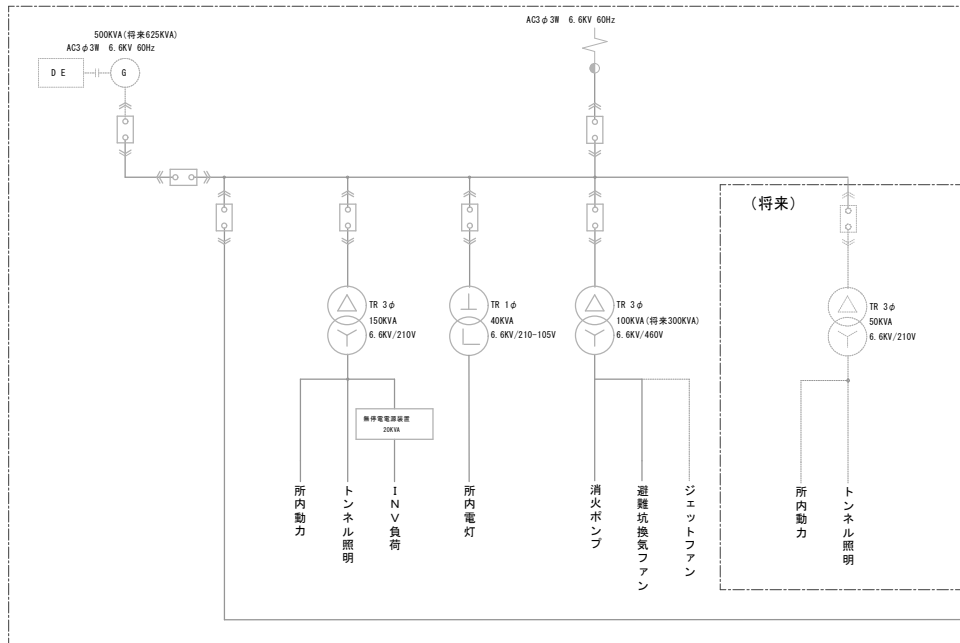 500KVA(将来625KVA)
AC3φ3W 6.6KV 60Hz
DE
G
AC3φ3W 6.6KV 60Hz
(将来)
TR 3φ
150KVA
6.6KV/210V
TR 1φ
40KVA
6.6KV/210-105V
TR 3φ
100KVA(将来300KVA)
6.6KV/460V
TR 3φ
50KVA
6.6KV/210V
無停電電源装置
20KVA
所内動力
トンネル照明
INV負荷
所内電灯
消火ポンプ
避難坑換気ファン
ジェットファン
所内動力
トンネル照明